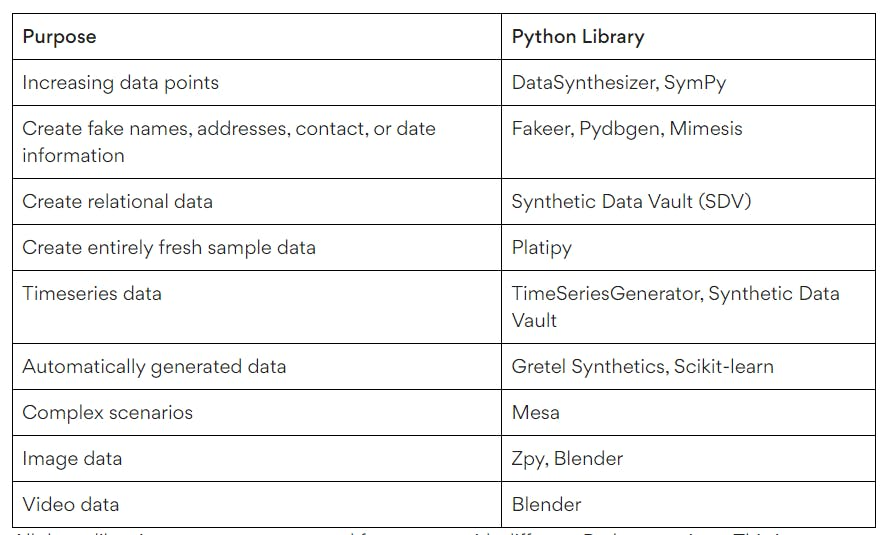 Purpose
Python Library
Increasing data points
DataSynthesizer, SymPy
Create fake names, addresses, contact, or date
information
Fakeer, Pydbgen, Mimesis
Create relational data
Synthetic Data Vault (SDV)
Create entirely fresh sample data
Platipy
Timeseries data
TimeSeriesGenerator, Synthetic Data
Vault
Automatically generated data
Gretel Synthetics, Scikit-learn
Complex scenarios
Mesa
Image data
Zpy, Blender
Video data
Blender